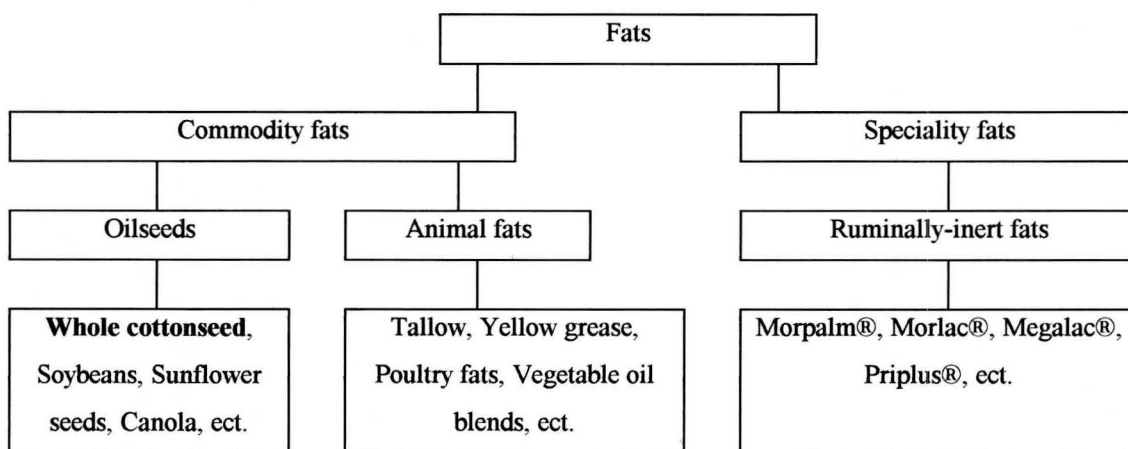 Fats
Commodity fats
Speciality fats
Oilseeds
Animal fats
Ruminally-inert fats
Whole cottonseed,
Soybeans, Sunflower
seeds, Canola, ect.
Tallow, Yellow grease,
Poultry fats, Vegetable oil
blends, ect.
Morpalm®, Morlac®, Megalac®,
Priplus®, ect.